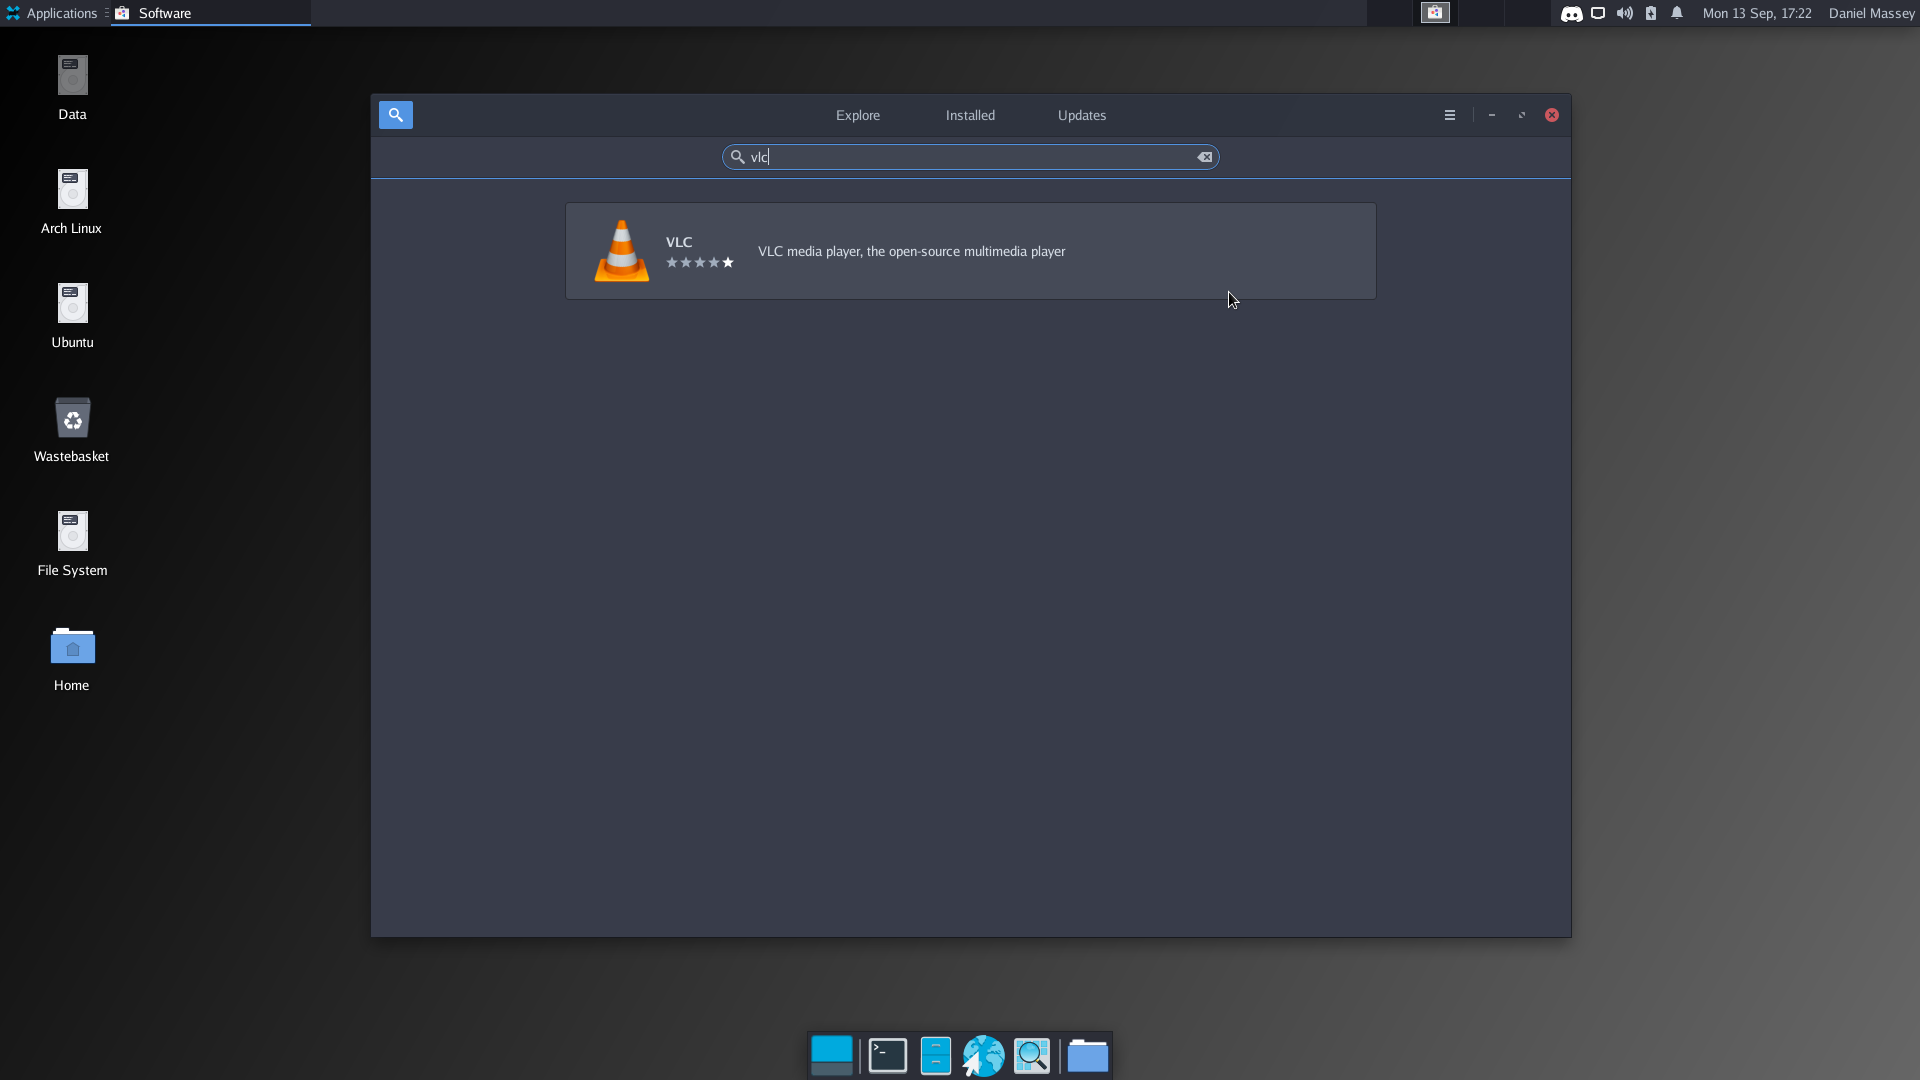 Applications
Software
Mon 13 Sep, 17:22
Daniel Massey
Data
Arch Linux
Ubuntu
Wastebasket
File System
Home
Explore
Installed
Updates
vlc
VLC
VLC media player, the open-source multimedia player
>_